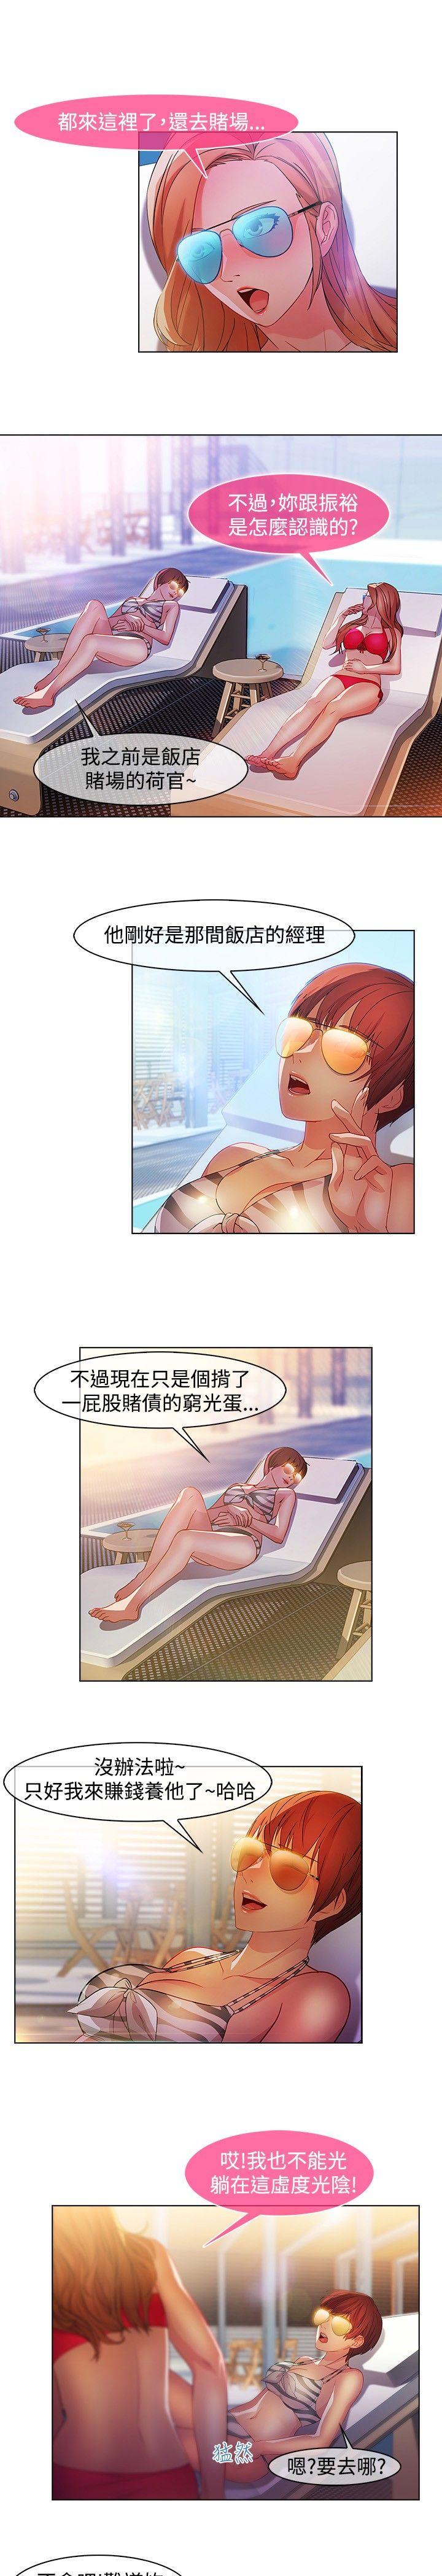 都來這裡了，還去賭場...
不過，妳跟振裕
是怎麼認識的?
我之前是飯店
賭場的荷官~
他剛好是那間飯店的經理
不過現在只是個揹了
一屁股賭債的窮光蛋...
沒辦法啦~
只好我來賺錢養他了~哈哈
哎!我也不能光
躺在這虛度光陰!
猛然
嗯?要去哪?